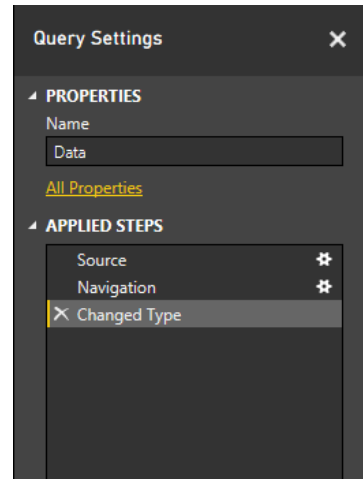 Query Settings
PROPERTIES
Name
Data
All Properties
APPLIED STEPS
Source
Navigation
Changed Type